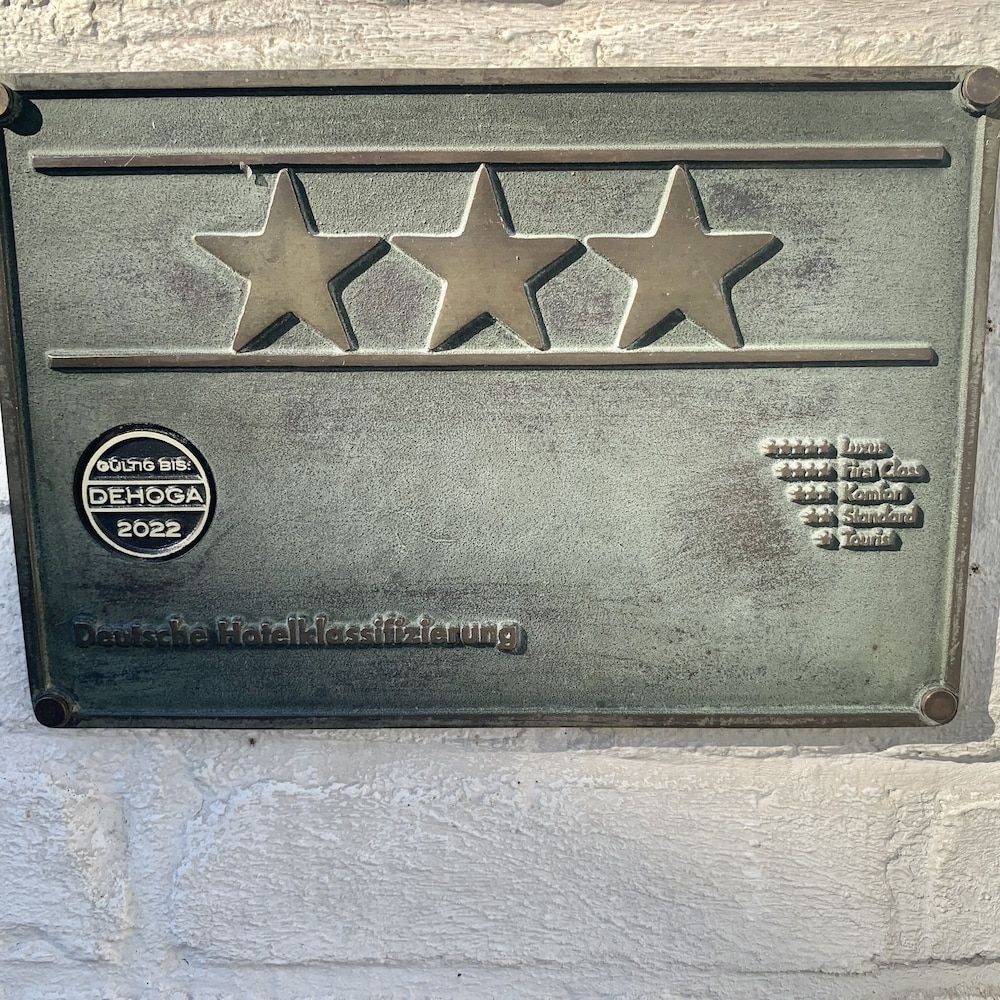 GÜLTIG BIS:
DEHOGA
2022
Luxus
First Class
Komfort
Standard
Tourist
Deutsche Hotelklassifizierung